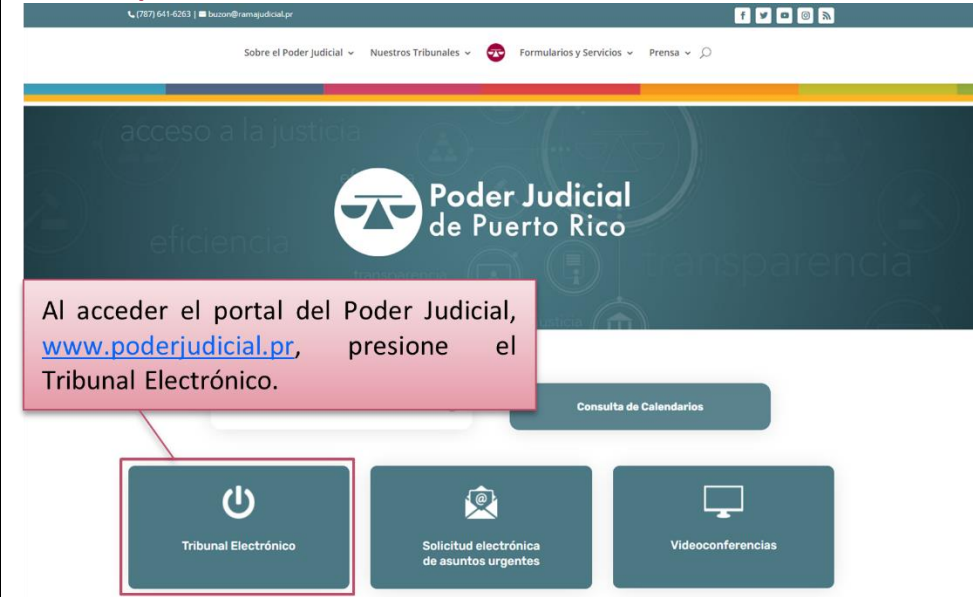 (787) 641-6263 | buzon@ramajudicial.pr
Sobre el Poder Judicial Nuestros Tribunales Formularios y Servicios Prensa
acceso a la justicia
Poder Judicial
de Puerto Rico
eficiencia
transparencia
transparencia
Al acceder el portal del Poder Judicial,
www.poderjudicial.pr, presione el
Tribunal Electrónico.
Consulta de Calendarios
Tribunal Electrónico
Solicitud electrónica
de asuntos urgentes
Videoconferencias